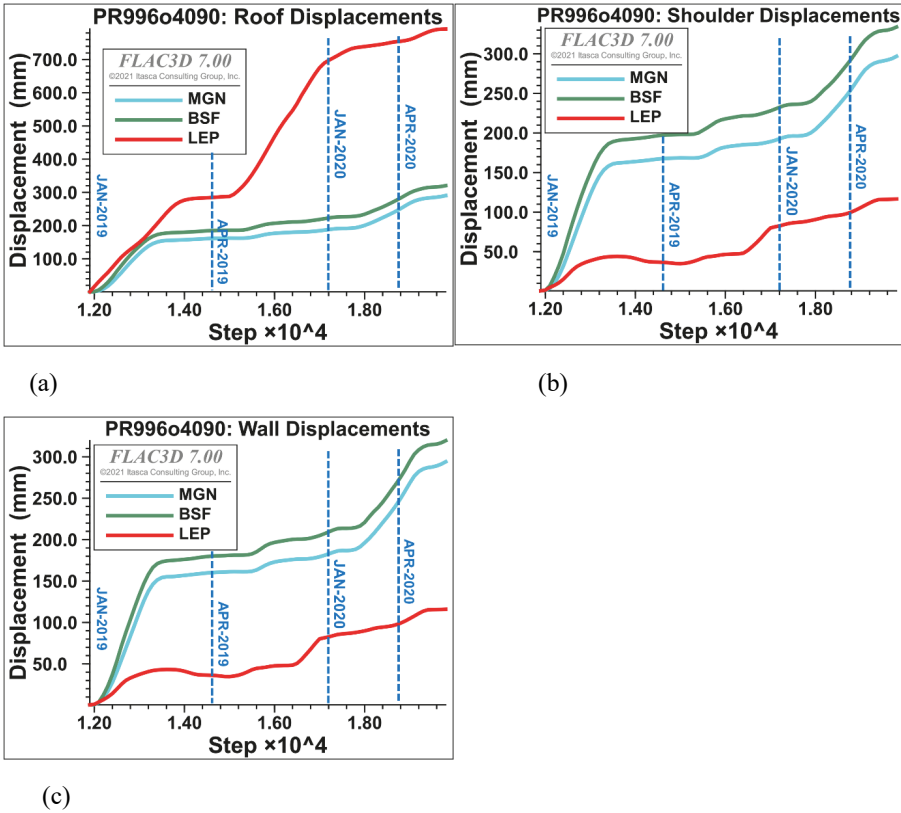 PR996o4090: Roof Displacements
Displacement (mm)
700.0
600.0
500.0
400.0
300.0
200.0
100.0
FLAC3D 7.00
©2021 Itasca Consulting Group, Inc.
MGN
BSF
LEP
JAN-2019
APR-2019
JAN-2020
APR-2020
1.20 1.40 1.60 1.80
Step ×10^4
(a)
PR996o4090: Shoulder Displacements
Displacement (mm)
300.0
250.0
200.0
150.0
100.0
50.0
FLAC3D 7.00
©2021 Itasca Consulting Group, Inc.
MGN
BSF
LEP
JAN-2019
APR-2019
JAN-2020
APR-2020
1.20 1.40 1.60 1.80
Step ×10^4
(b)
PR996o4090: Wall Displacements
Displacement (mm)
300.0
250.0
200.0
150.0
100.0
50.0
FLAC3D 7.00
©2021 Itasca Consulting Group, Inc.
MGN
BSF
LEP
JAN-2019
APR-2019
JAN-2020
APR-2020
1.20 1.40 1.60 1.80
Step ×10^4
(c)